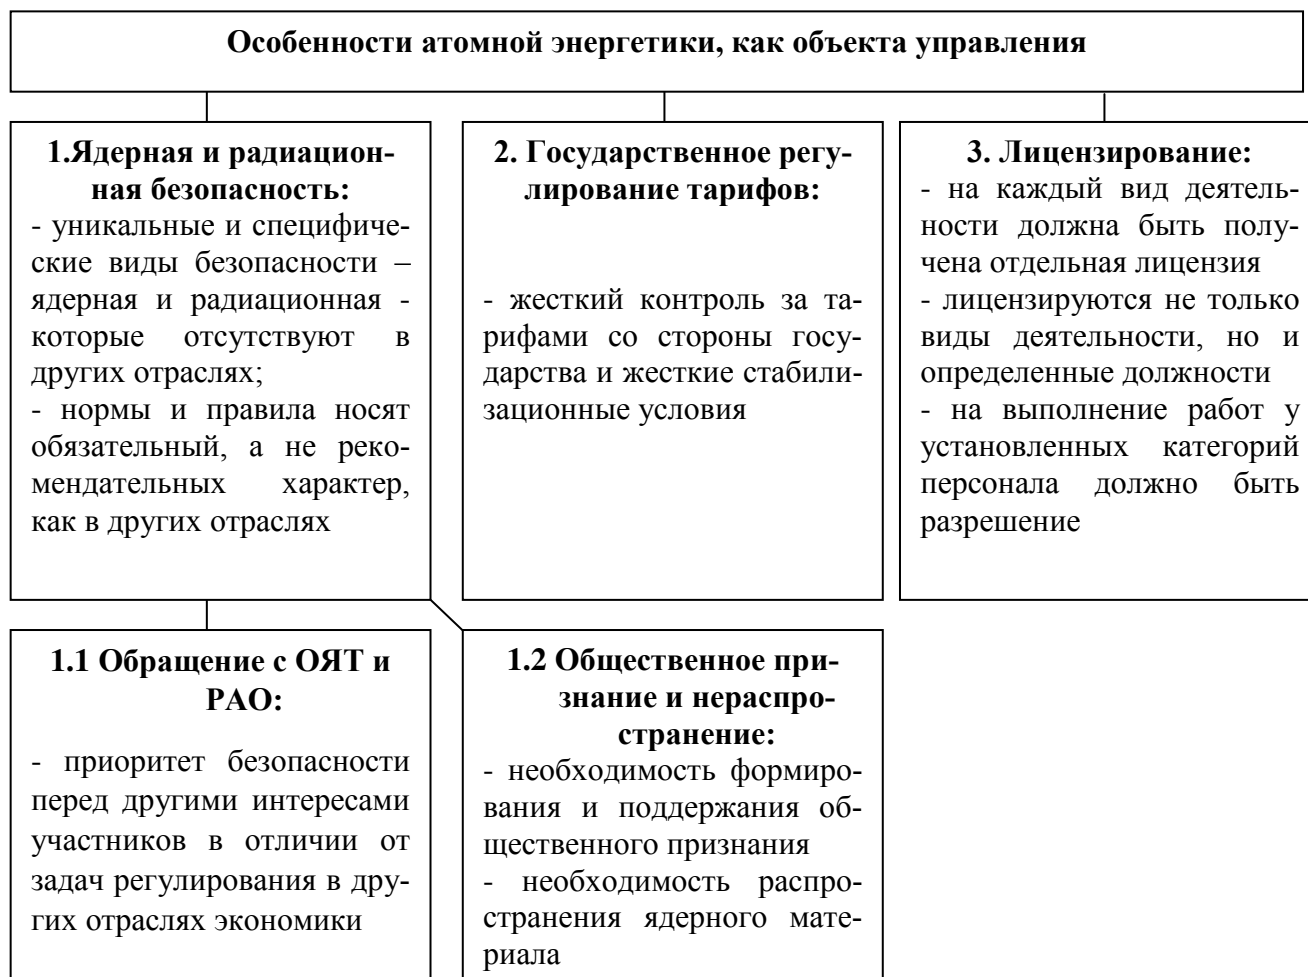 Особенности атомной энергетики, как объекта управления
1.Ядерная и радиацион-
ная безопасность:
- уникальные и специфиче-
ские виды безопасности –
ядерная и радиационная -
которые отсутствуют в
других отраслях;
- нормы и правила носят
обязательный, а не реко-
мендательных характер,
как в других отраслях
2. Государственное регу-
лирование тарифов:
- жесткий контроль за та-
рифами со стороны госу-
дарства и жесткие стабили-
зационные условия
3. Лицензирование:
- на каждый вид деятель-
ности должна быть полу-
чена отдельная лицензия
- лицензируются не только
виды деятельности, но и
определенные должности
- на выполнение работ у
установленных категорий
персонала должно быть
разрешение
1.1 Обращение с ОЯТ и
РАО:
- приоритет безопасности
перед другими интересами
участников в отличии от
задач регулирования в дру-
гих отраслях экономики
1.2 Общественное при-
знание и нераспро-
странение:
- необходимость формиро-
вания и поддержания об-
щественного признания
- необходимость распро-
странения ядерного мате-
риала